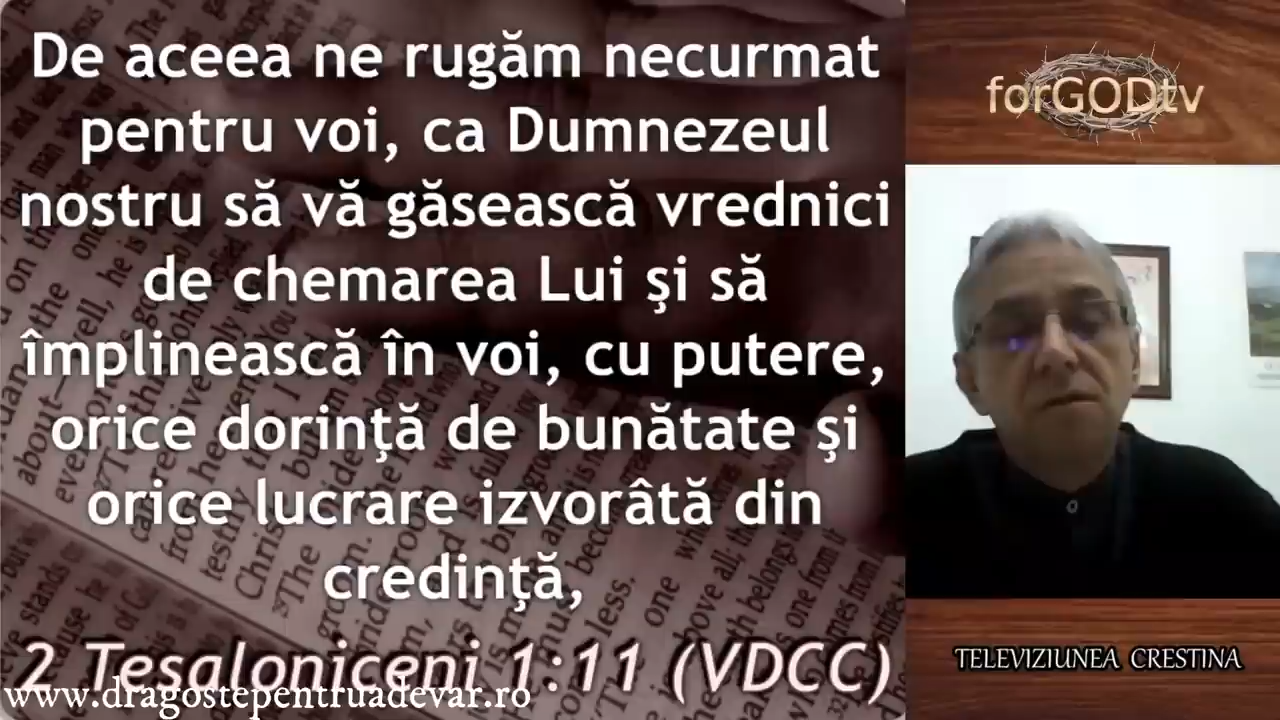 De aceea ne rugăm necurmat
pentru voi, ca Dumnezeul
nostru să vă găsească vrednici
de chemarea Lui şi să
împlinească în voi, cu putere,
orice dorinţă de bunătate şi
orice lucrare izvorâtă din
credinţă,
2 Tesaloniceni 1:11 (VDCC)
www.dragostepentruadevar.ro
forGODtv
TELEVIZIUNEA CRESTINA